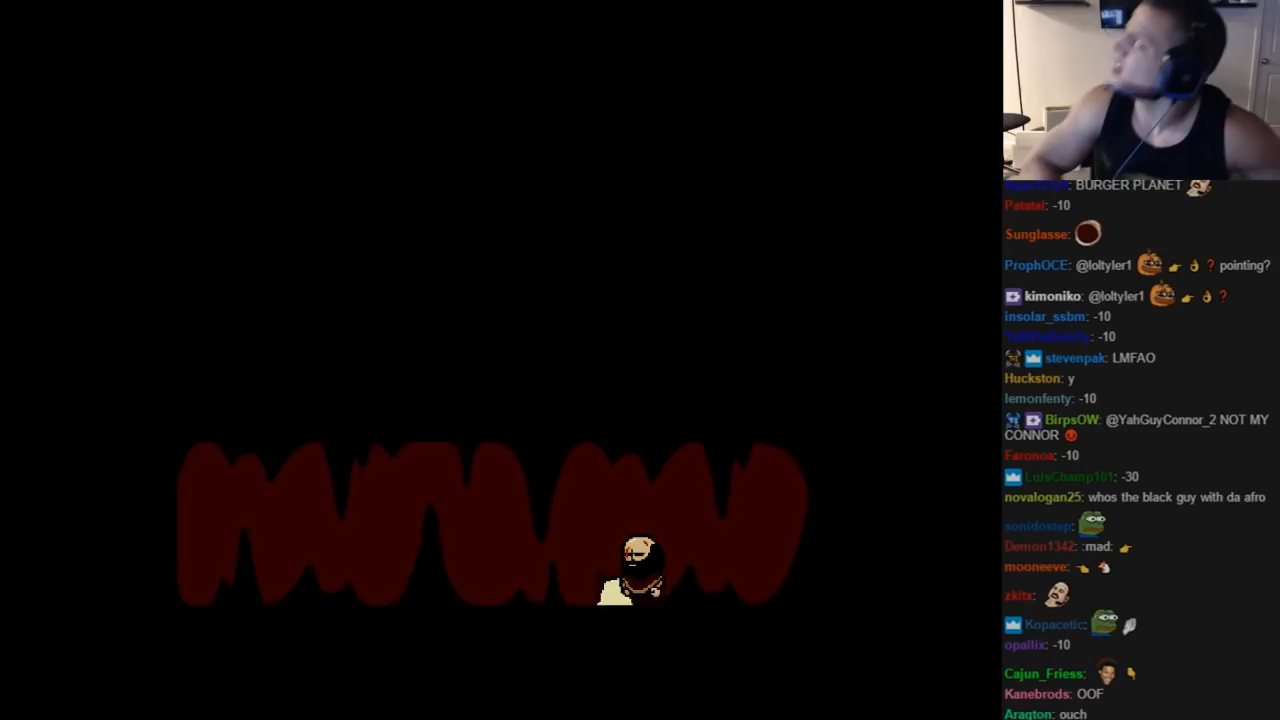 : BURGER PLANET
Patatai: -10
Sunglasse:
ProphOCE: @loltyler1 pointing?
kimoniko: @loltyler1
insolar_ssbm: -10
: -10
stevenpak: LMFAO
Huckston: y
lemonfenty: -10
BirpsOW: @YahGuyConnor_2 NOT MY
CONNOR
Faronoa: -10
LuisChamp101: -30
novalogan25: whos the black guy with da afro
sonidostep:
Demon1342: :mad:
mooneeve:
zkitx:
Kopacetic:
opallix: -10
Cajun_Friess:
Kanebrods: OOF
Aragton: ouch